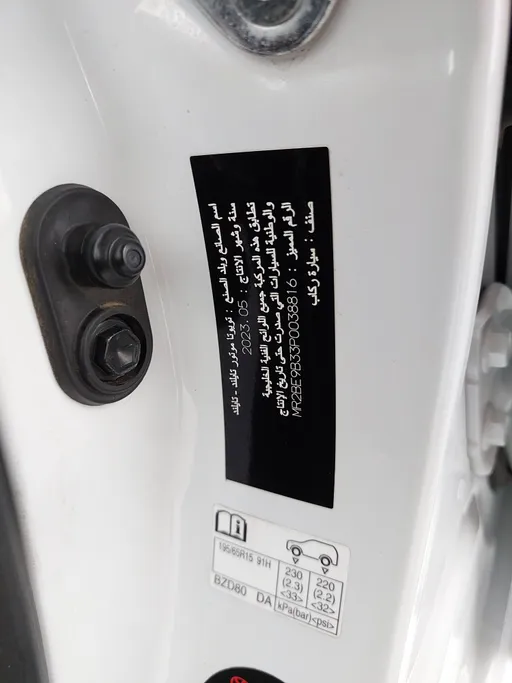 اسم الصانع وبلد الصنع : تويوتا موتور تايلند - تايلند
سنة وشهر الإنتاج : 2023.05
تطابق هذه المركبة جميع اللوائح الفنية الخليجية
والوطنية للسيارات التي صدرت حتى تاريخ الإنتاج
الرقم المميز : MR2BE9B33P0038816
صنف : سيارة ركاب
i
195/65R15 91H
230 220
(2.3) (2.2)
<33> <32>
BZD80 DA kPa(bar)<psi>